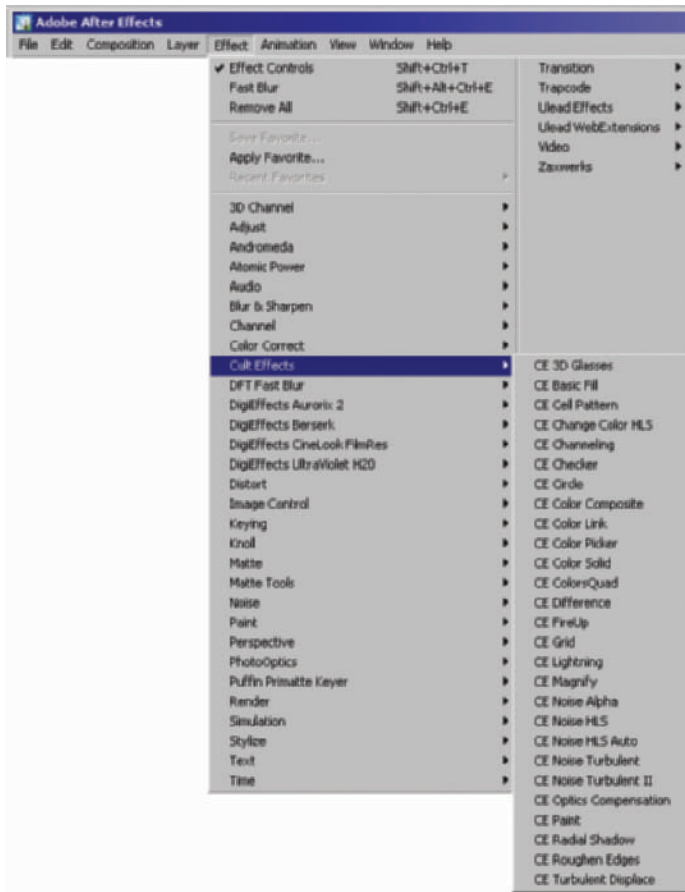 Adobe After Effects
File Edit Composition Layer Effect Animation View Window Help
Effect Controls Shift+Ctrl+T
Fast Blur Shift+Alt+Ctrl+E
Remove All Shift+Ctrl+E
Save Favorite...
Apply Favorite...
Recent Favorites
3D Channel
Adjust
Andromeda
Atomic Power
Audio
Blur & Sharpen
Channel
Color Correct
Cult Effects
DFT Fast Blur
DigiEffects Aurorix 2
DigiEffects Berserk
DigiEffects CineLook FilmRes
DigiEffects UltraViolet H20
Distort
Image Control
Keying
Knoll
Matte
Matte Tools
Noise
Paint
Perspective
PhotoOptics
Puffin Primatte Keyer
Render
Simulation
Stylize
Text
Time
Transition
Trapcode
Ulead Effects
Ulead WebExtensions
Video
Zaxwerks
CE 3D Glasses
CE Basic Fill
CE Cell Pattern
CE Change Color HLS
CE Channeling
CE Checker
CE Circle
CE Color Composite
CE Color Link
CE Color Picker
CE Color Solid
CE ColorsQuad
CE Difference
CE FireUp
CE Grid
CE Lightning
CE Magnify
CE Noise Alpha
CE Noise HLS
CE Noise HLS Auto
CE Noise Turbulent
CE Noise Turbulent II
CE Optics Compensation
CE Paint
CE Radial Shadow
CE Roughen Edges
CE Turbulent Displace